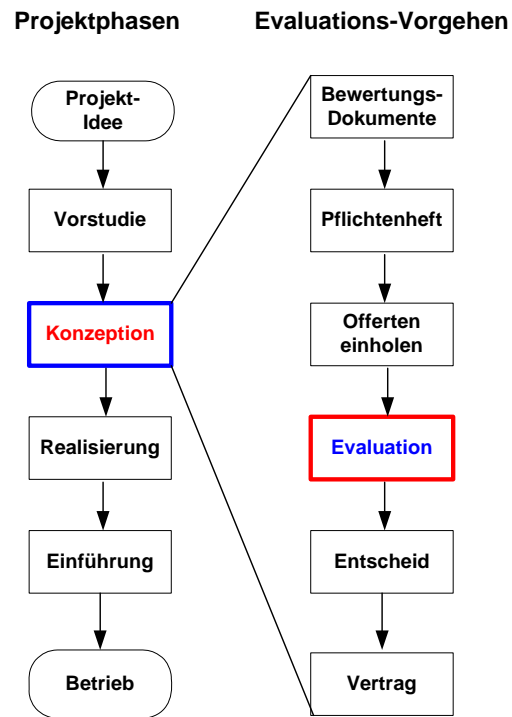 Projektphasen
Projekt-
Idee
Vorstudie
Konzeption
Realisierung
Einführung
Betrieb
Evaluations-Vorgehen
Bewertungs-
Dokumente
Pflichtenheft
Offerten
einholen
Evaluation
Entscheid
Vertrag